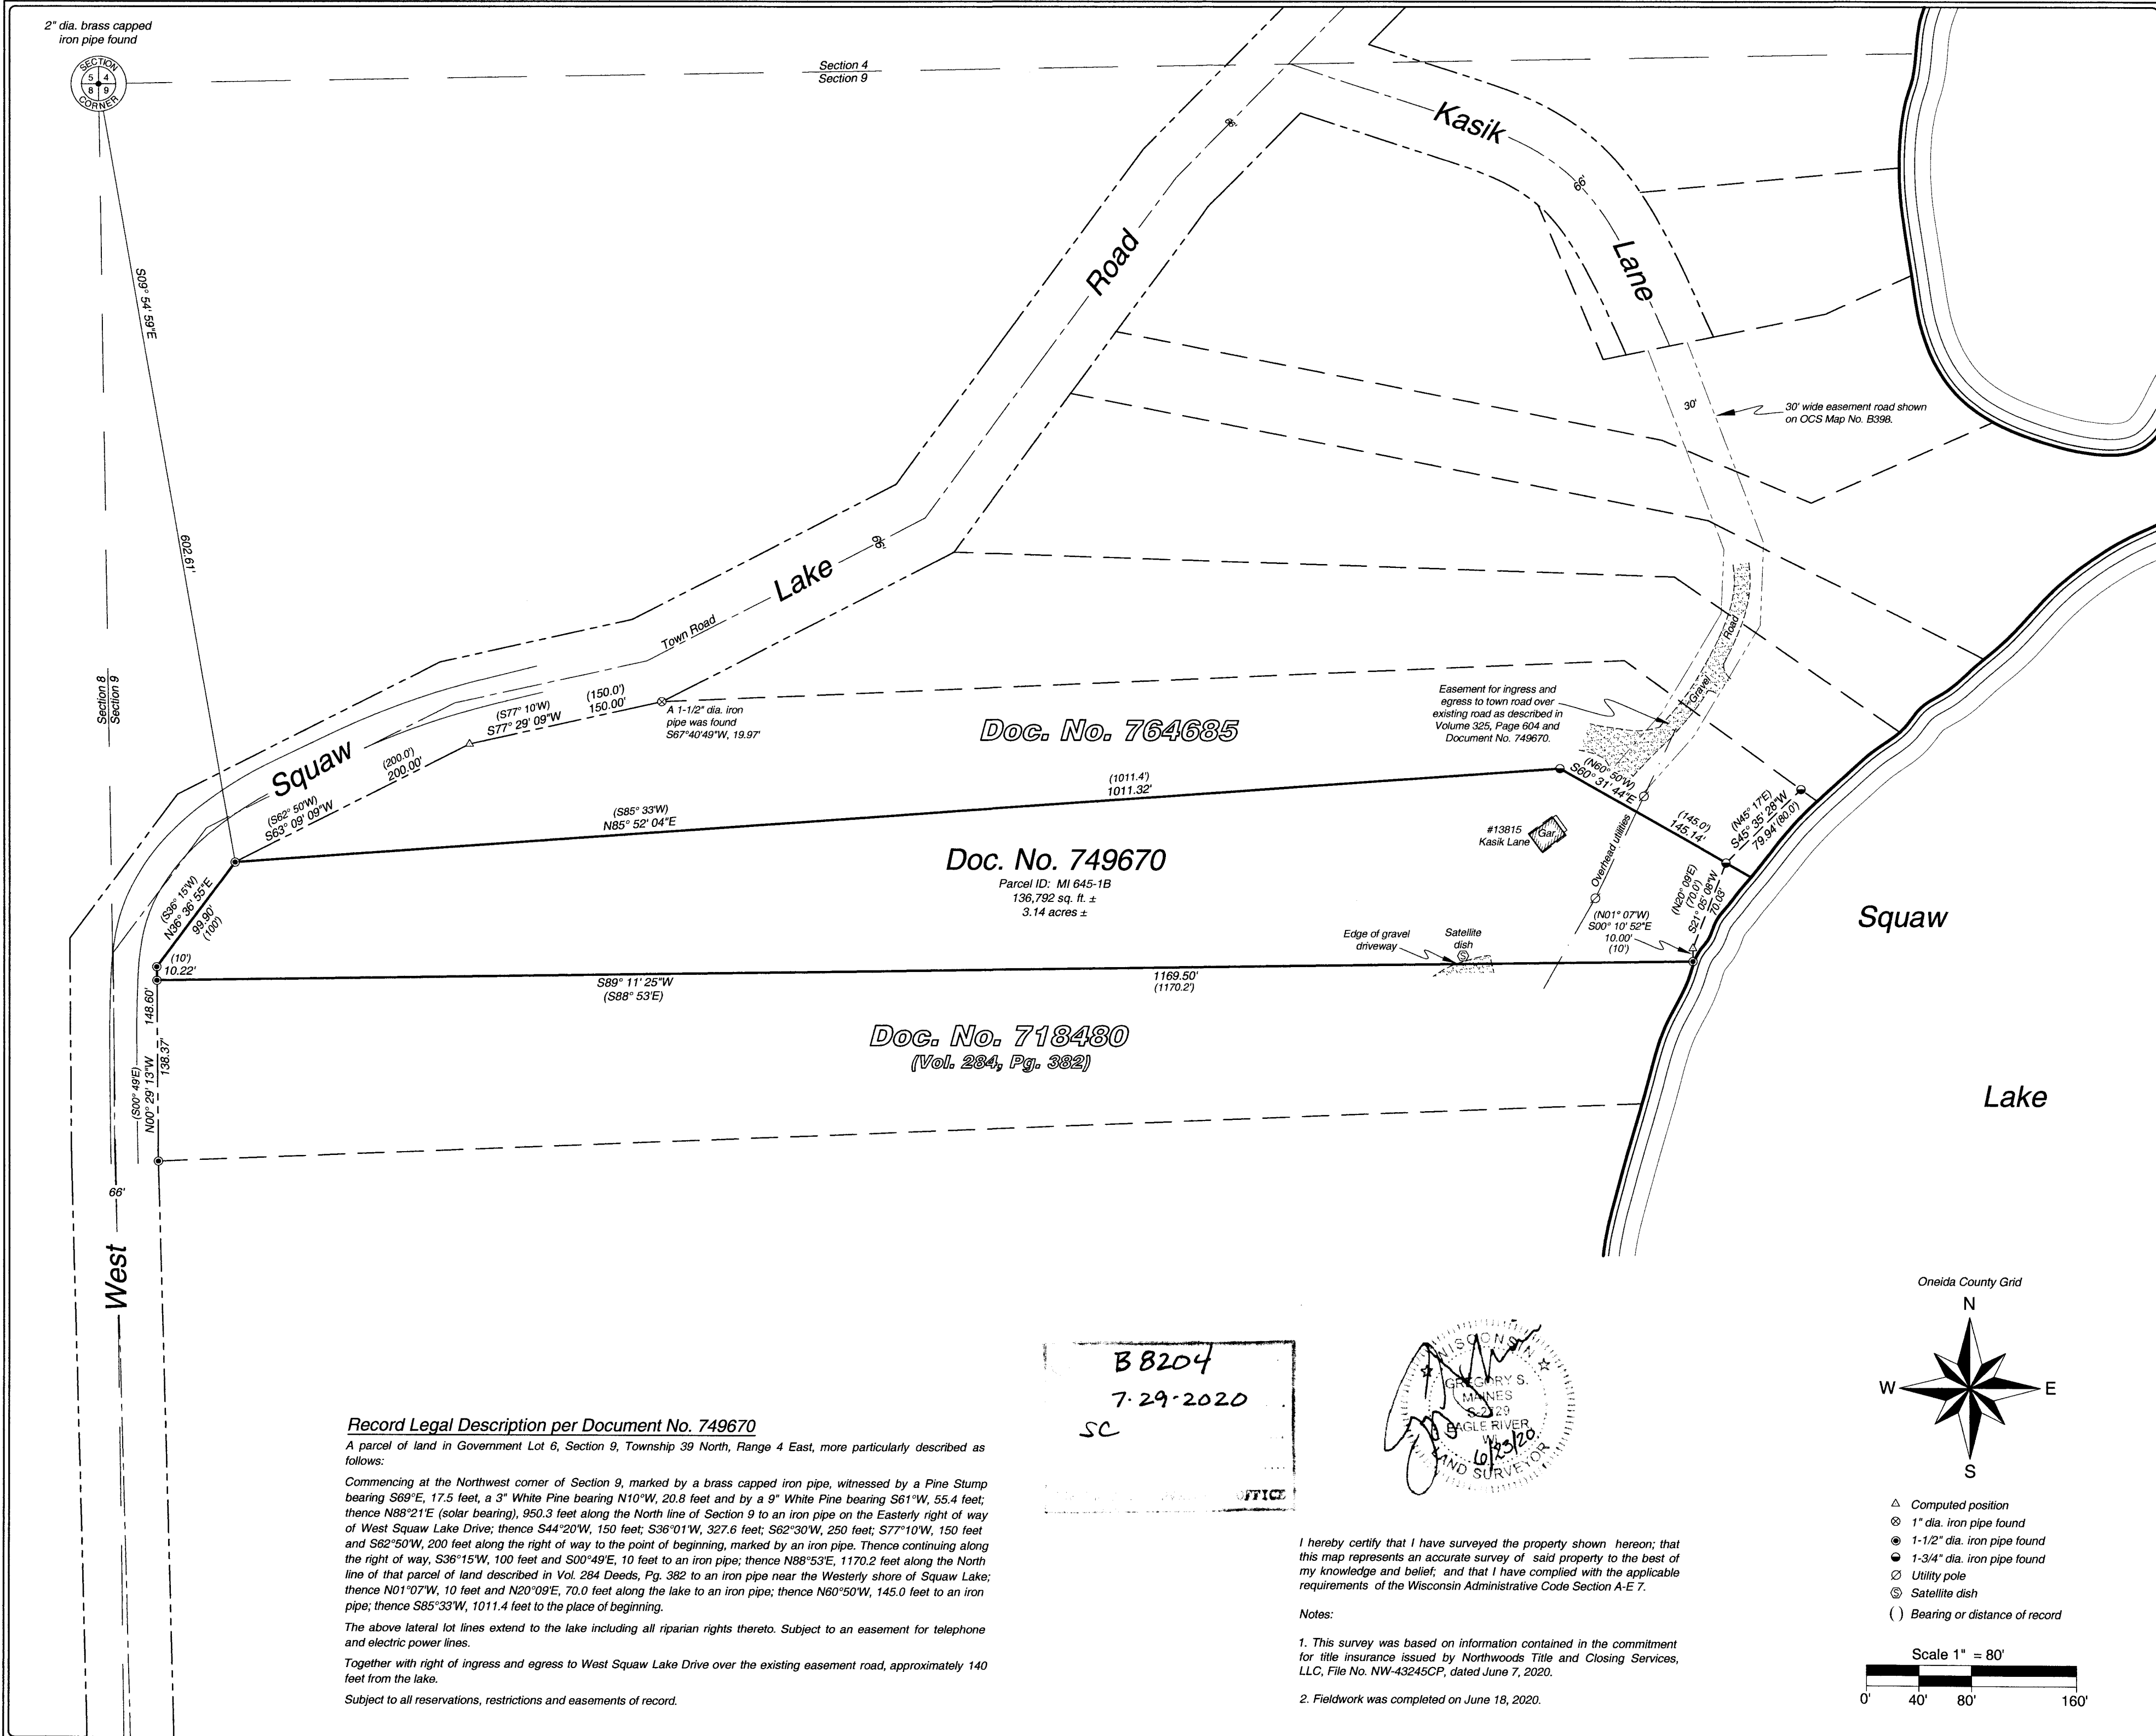 2" dia. brass capped
iron pipe found
SECTION
5 4
8 9
CORNER
Section 4
Section 9
Kasik
Lane
66'
66'
Road
S09° 54' 59"E
602.61'
30'
30' wide easement road shown
on OCS Map No. B398.
66'
Lake
Town Road
Section 8
Section 9
(150.0')
150.00'
(S77° 10'W)
S77° 29' 09"W
A 1-1/2" dia. iron
pipe was found
S67°40'49"W, 19.97'
Squaw
(200.0')
200.00'
(S62° 50'W)
S63° 09' 09"W
Doc. No. 764685
Easement for ingress and
egress to town road over
existing road as described in
Volume 325, Page 604 and
Document No. 749670.
Gravel
Road
(1011.4')
1011.32'
(S85° 33'W)
N85° 52' 04"E
(N60° 50'W)
S60° 31' 44"E
(145.0')
145.14'
(N45° 17'E)
S45° 35' 28"W
79.94' (80.0')
#13815
Kasik Lane
Gar.
Overhead utilities
Doc. No. 749670
Parcel ID: MI 645-1B
136,792 sq. ft. ±
3.14 acres ±
(S36° 15'W)
N36° 36' 55"E
99.90'
(100')
(N20° 09'E)
(70.0')
S21° 05' 08"W
70.03'
(N01° 07'W)
S00° 10' 52"E
10.00'
(10')
Squaw
Edge of gravel
driveway
Satellite
dish
S
(10')
10.22'
S89° 11' 25"W
(S88° 53'E)
1169.50'
(1170.2')
148.60'
138.37'
(S00° 49'E)
N00° 29' 13"W
Doc. No. 718480
(Vol. 284, Pg. 382)
Lake
66'
West
Oneida County Grid
N
W
E
S
B 8204
7-29-2020
SC
OFFICE
WISCONSIN
GREGORY S.
MAINES
S-2129
EAGLE RIVER
WI.
6/23/20
LAND SURVEYOR
Record Legal Description per Document No. 749670
A parcel of land in Government Lot 6, Section 9, Township 39 North, Range 4 East, more particularly described as
follows:
Commencing at the Northwest corner of Section 9, marked by a brass capped iron pipe, witnessed by a Pine Stump
bearing S69°E, 17.5 feet, a 3" White Pine bearing N10°W, 20.8 feet and by a 9" White Pine bearing S61°W, 55.4 feet;
thence N88°21'E (solar bearing), 950.3 feet along the North line of Section 9 to an iron pipe on the Easterly right of way
of West Squaw Lake Drive; thence S44°20'W, 150 feet; S36°01'W, 327.6 feet; S62°30'W, 250 feet; S77°10'W, 150 feet
and S62°50'W, 200 feet along the right of way to the point of beginning, marked by an iron pipe. Thence continuing along
the right of way, S36°15'W, 100 feet and S00°49'E, 10 feet to an iron pipe; thence N88°53'E, 1170.2 feet along the North
line of that parcel of land described in Vol. 284 Deeds, Pg. 382 to an iron pipe near the Westerly shore of Squaw Lake;
thence N01°07'W, 10 feet and N20°09'E, 70.0 feet along the lake to an iron pipe; thence N60°50'W, 145.0 feet to an iron
pipe; thence S85°33'W, 1011.4 feet to the place of beginning.
The above lateral lot lines extend to the lake including all riparian rights thereto. Subject to an easement for telephone
and electric power lines.
Together with right of ingress and egress to West Squaw Lake Drive over the existing easement road, approximately 140
feet from the lake.
Subject to all reservations, restrictions and easements of record.
I hereby certify that I have surveyed the property shown hereon; that
this map represents an accurate survey of said property to the best of
my knowledge and belief; and that I have complied with the applicable
requirements of the Wisconsin Administrative Code Section A-E 7.
Notes:
1. This survey was based on information contained in the commitment
for title insurance issued by Northwoods Title and Closing Services,
LLC, File No. NW-43245CP, dated June 7, 2020.
2. Fieldwork was completed on June 18, 2020.
Computed position
1" dia. iron pipe found
1-1/2" dia. iron pipe found
1-3/4" dia. iron pipe found
Utility pole
Satellite dish
( ) Bearing or distance of record
Scale 1" = 80'
0' 40' 80' 160'